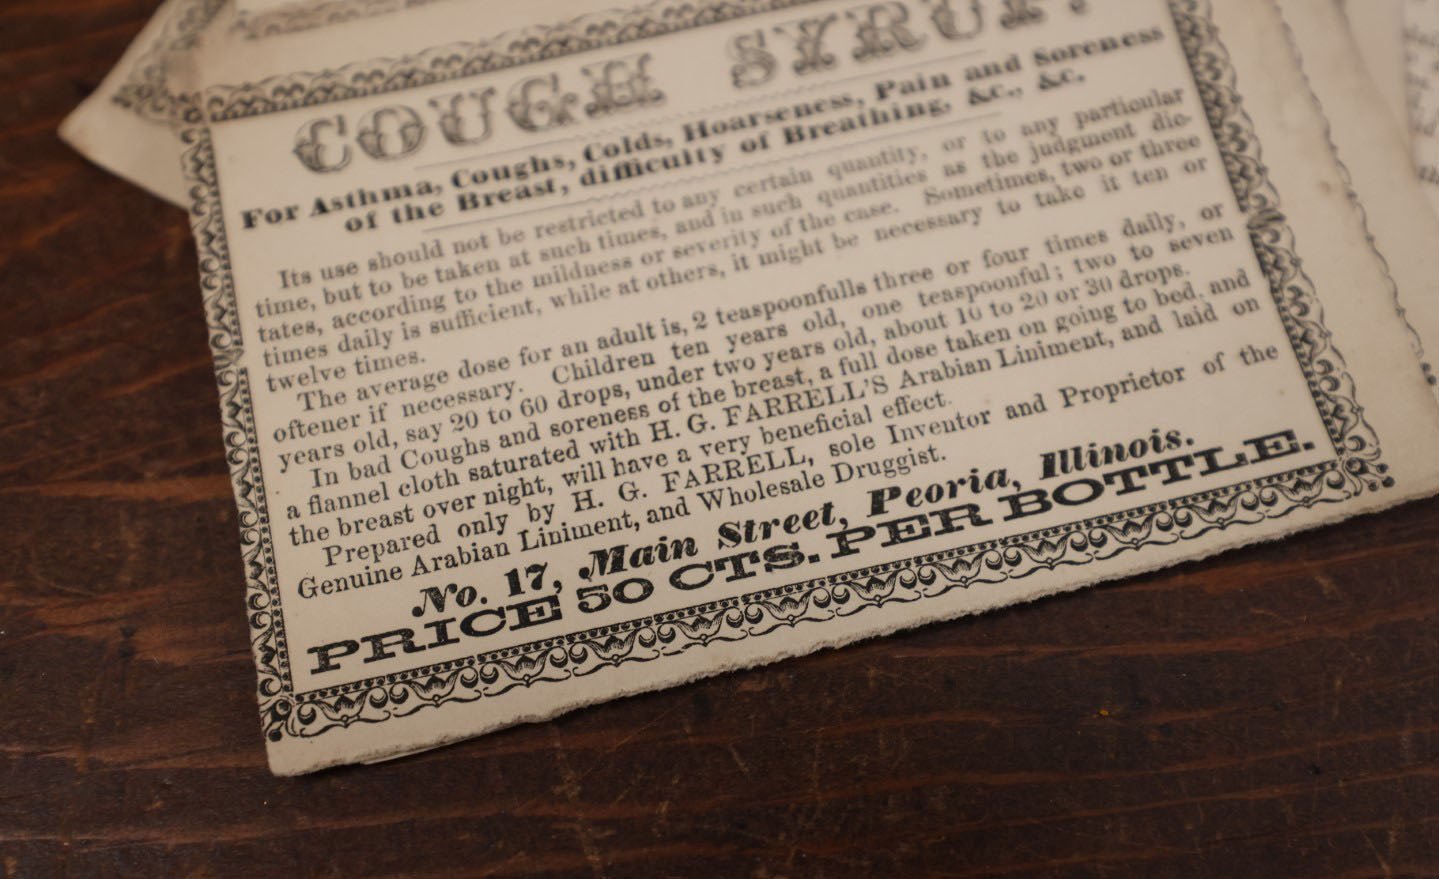 COUGH SYRUP.
For Asthma, Coughs, Colds, Hoarseness, Pain and Soreness
of the Breast, difficulty of Breathing, &c., &c.
Its use should not be restricted to any certain quantity, or to any particular
time, but to be taken at such times, and in such quantities as the judgment dic-
tates, according to the mildness or severity of the case. Sometimes, two or three
times daily is sufficient, while at others, it might be necessary to take it ten or
twelve times.
The average dose for an adult is, 2 teaspoonfulls three or four times daily, or
oftener if necessary. Children ten years old, one teaspoonful; two to seven
years old, say 20 to 60 drops, under two years old, about 10 to 20 or 30 drops.
In bad Coughs and soreness of the breast, a full dose taken on going to bed, and
a flannel cloth saturated with H. G. FARRELL'S Arabian Liniment, and laid on
the breast over night, will have a very beneficial effect.
Prepared only by H. G. FARRELL, sole Inventor and Proprietor of the
Genuine Arabian Liniment, and Wholesale Druggist.
No. 17, Main Street, Peoria, Illinois.
PRICE 50 CTS. PER BOTTLE.